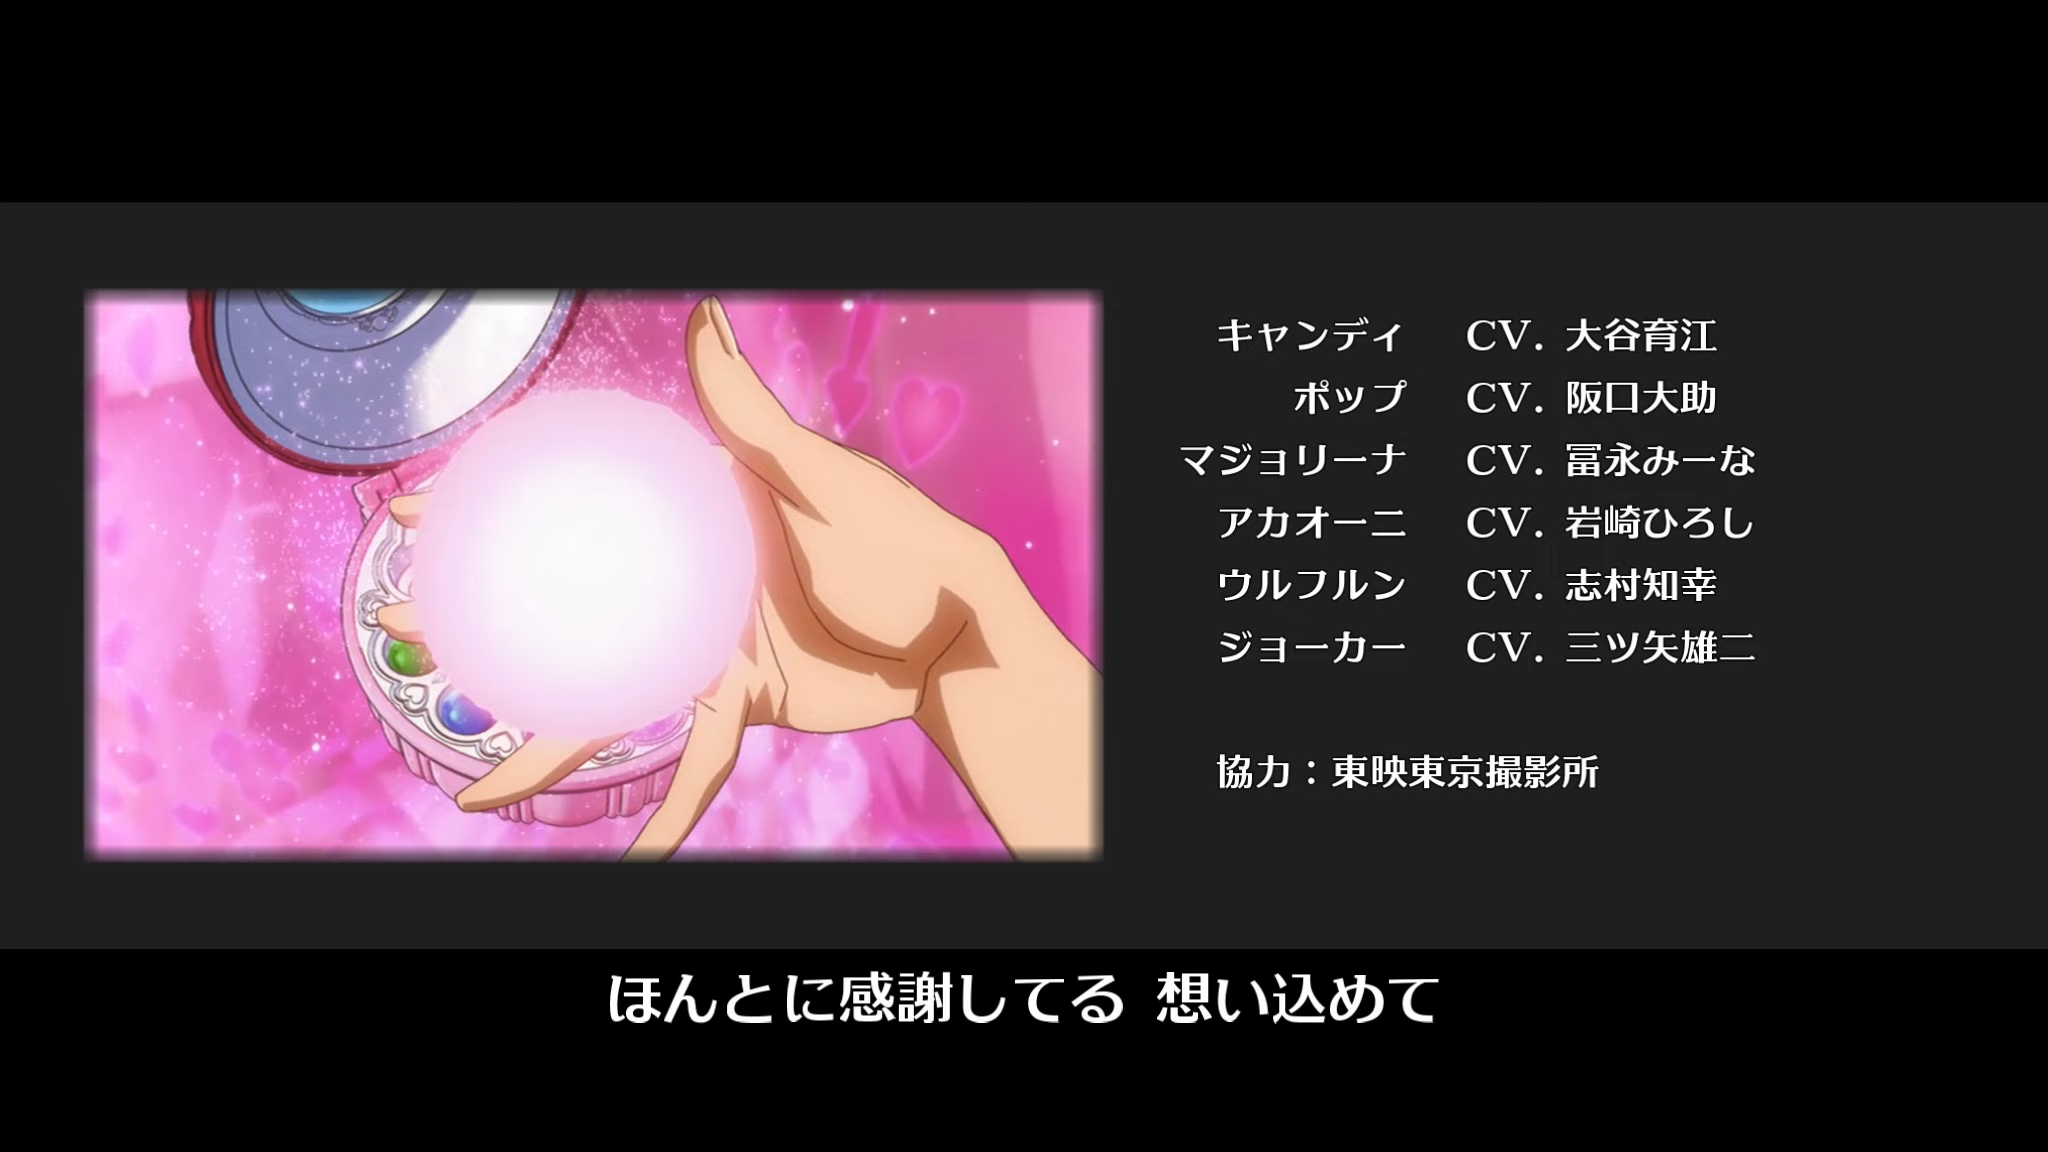 キャンディ CV. 大谷育江
ポップ CV. 阪口大助
マジョリーナ CV. 冨永みーな
アカオーニ CV. 岩崎ひろし
ウルフルン CV. 志村知幸
ジョーカー CV. 三ツ矢雄二
協力：東映東京撮影所
ほんとに感謝してる 想い込めて